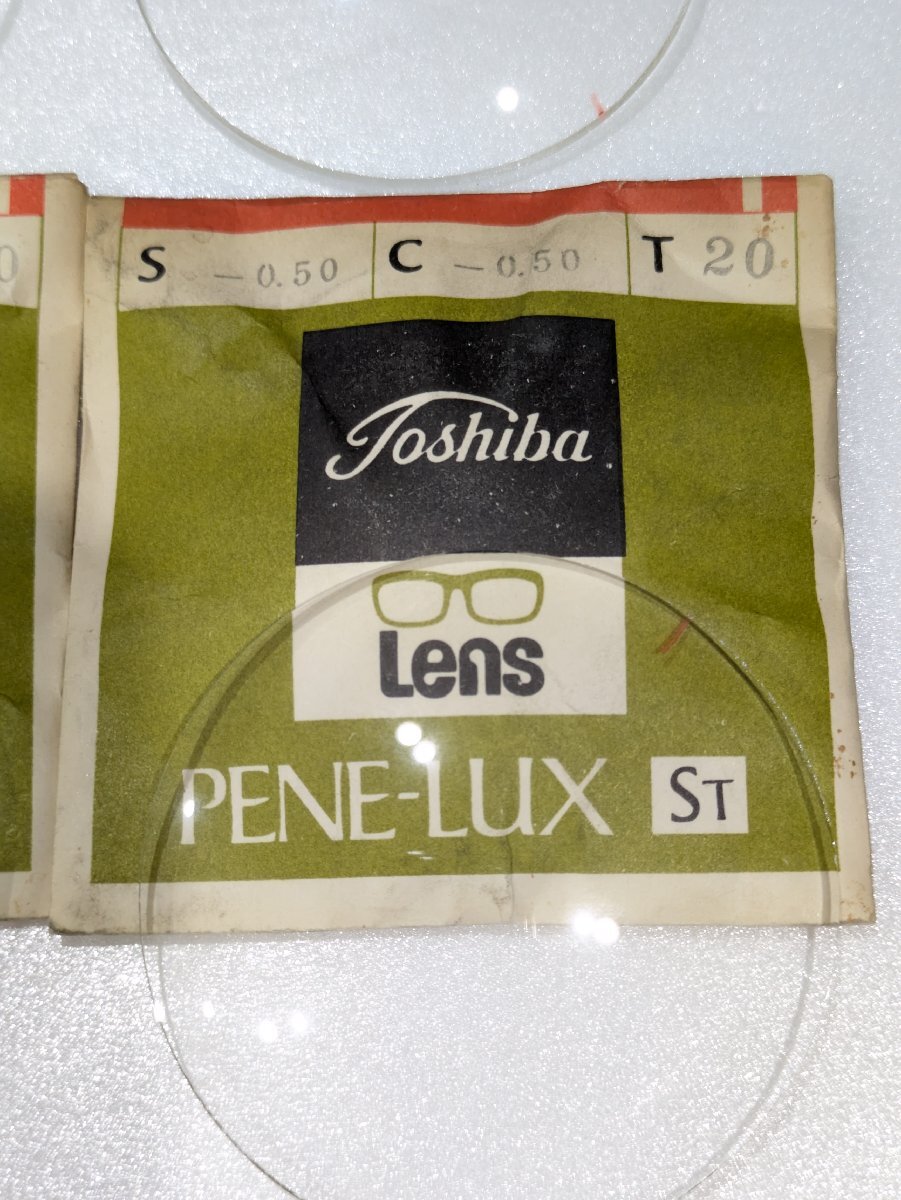 S -0.50 C -0.50 T 20
Toshiba
Lens
PENE-LUX ST